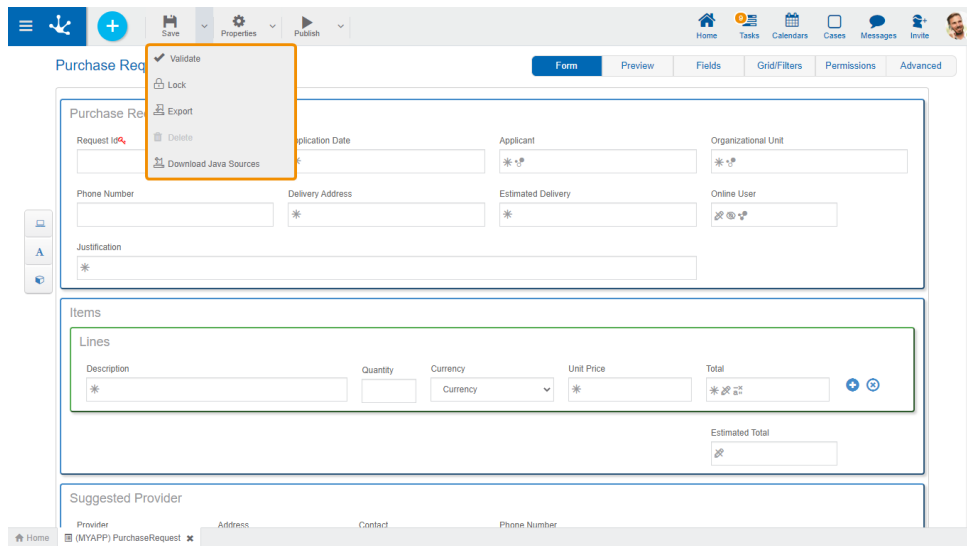 Save
Properties
Publish
Home
Tasks
Calendars
Cases
Messages
Invite
Purchase Req
Form
Preview
Fields
Grid/Filters
Permissions
Advanced
Validate
Lock
Export
Delete
Download Java Sources
Purchase Re
Request Id
pplication Date
Applicant
Organizational Unit
Phone Number
Delivery Address
Estimated Delivery
Online User
A
Justification
Items
Lines
Description
Quantity
Currency
Unit Price
Total
Currency
Estimated Total
Suggested Provider
Provider
Address
Contact
Phone Number
Home
(MYAPP) PurchaseRequest